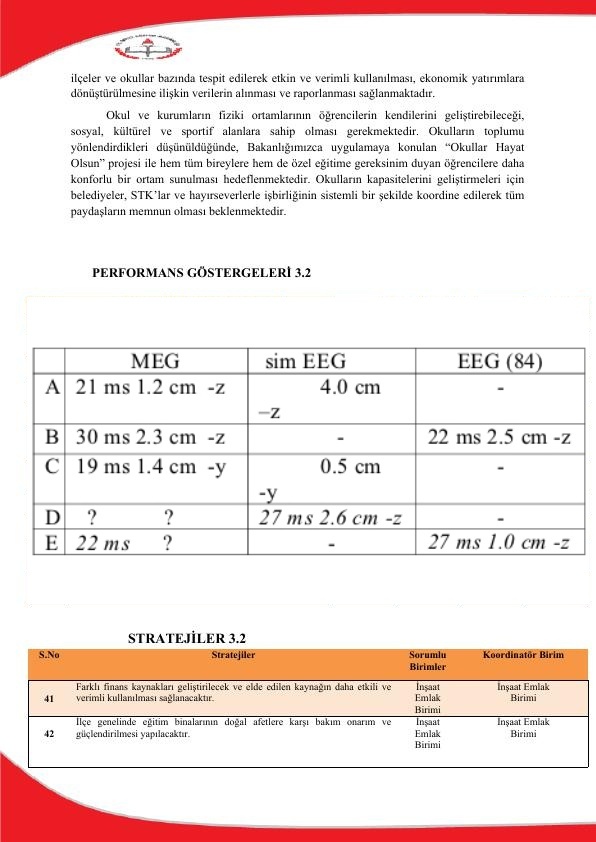 ilçeler ve okullar bazında tespit edilerek etkin ve verimli kullanılması, ekonomik yatırımlara
dönüştürülmesine ilişkin verilerin alınması ve raporlanması sağlanmaktadır.
Okul ve kurumların fiziki ortamlarının öğrencilerin kendilerini geliştirebileceği,
sosyal, kültürel ve sportif alanlara sahip olması gerekmektedir. Okulların toplumu
yönlendirdikleri düşünüldüğünde, Bakanlığımızca uygulamaya konulan “Okullar Hayat
Olsun” projesi ile hem tüm bireylere hem de özel eğitime gereksinim duyan öğrencilere daha
konforlu bir ortam sunulması hedeflenmektedir. Okulların kapasitelerini geliştirmeleri için
belediyeler, STK’lar ve hayırseverlerle işbirliğinin sistemli bir şekilde koordine edilerek tüm
paydaşların memnun olması beklenmektedir.
PERFORMANS GÖSTERGELERİ 3.2
MEG sim EEG EEG (84)
A 21 ms 1.2 cm -z 4.0 cm -
–z
B 30 ms 2.3 cm -z - 22 ms 2.5 cm -z
C 19 ms 1.4 cm -y 0.5 cm -
-y
D ? ? 27 ms 2.6 cm -z -
E 22 ms ? - 27 ms 1.0 cm -z
STRATEJİLER 3.2
S.No Stratejiler Sorumlu Koordinatör Birim
Birimler
Farklı finans kaynakları geliştirilecek ve elde edilen kaynağın daha etkili ve İnşaat İnşaat Emlak
41 verimli kullanılması sağlanacaktır. Emlak Birimi
Birimi
İlçe genelinde eğitim binalarının doğal afetlere karşı bakım onarım ve İnşaat İnşaat Emlak
42 güçlendirilmesi yapılacaktır. Emlak Birimi
Birimi